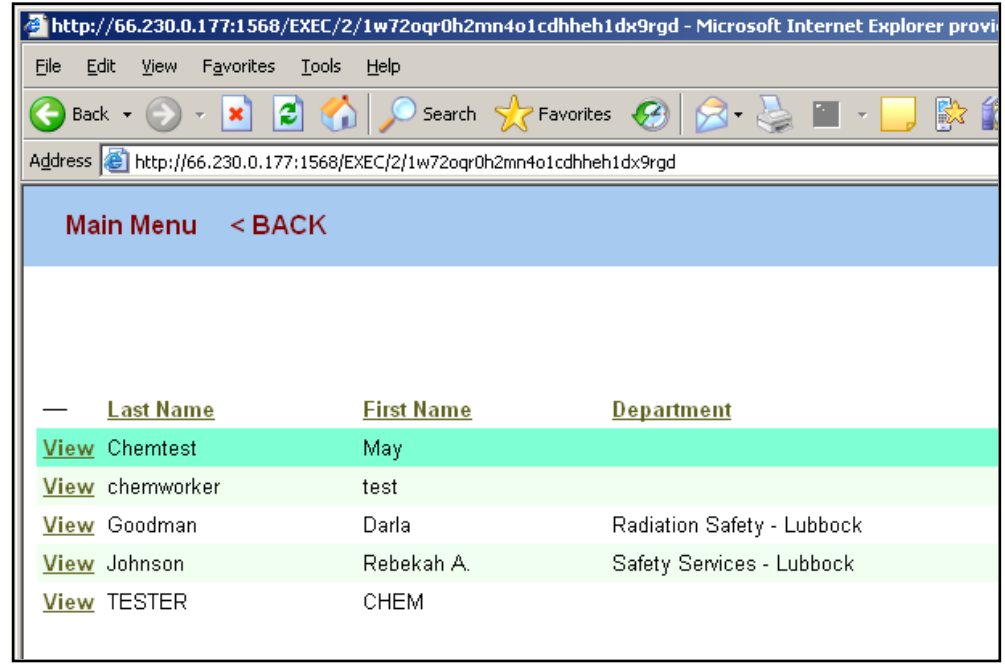 http://66.230.0.177:1568/EXEC/2/1w72oqr0h2mn4o1cdhheh1dx9rgd - Microsoft Internet Explorer provi
File Edit View Favorites Tools Help
Back Search Favorites
Address http://66.230.0.177:1568/EXEC/2/1w72oqr0h2mn4o1cdhheh1dx9rgd
Main Menu < BACK
— Last Name First Name Department
View Chemtest May
View chemworker test
View Goodman Darla Radiation Safety - Lubbock
View Johnson Rebekah A. Safety Services - Lubbock
View TESTER CHEM